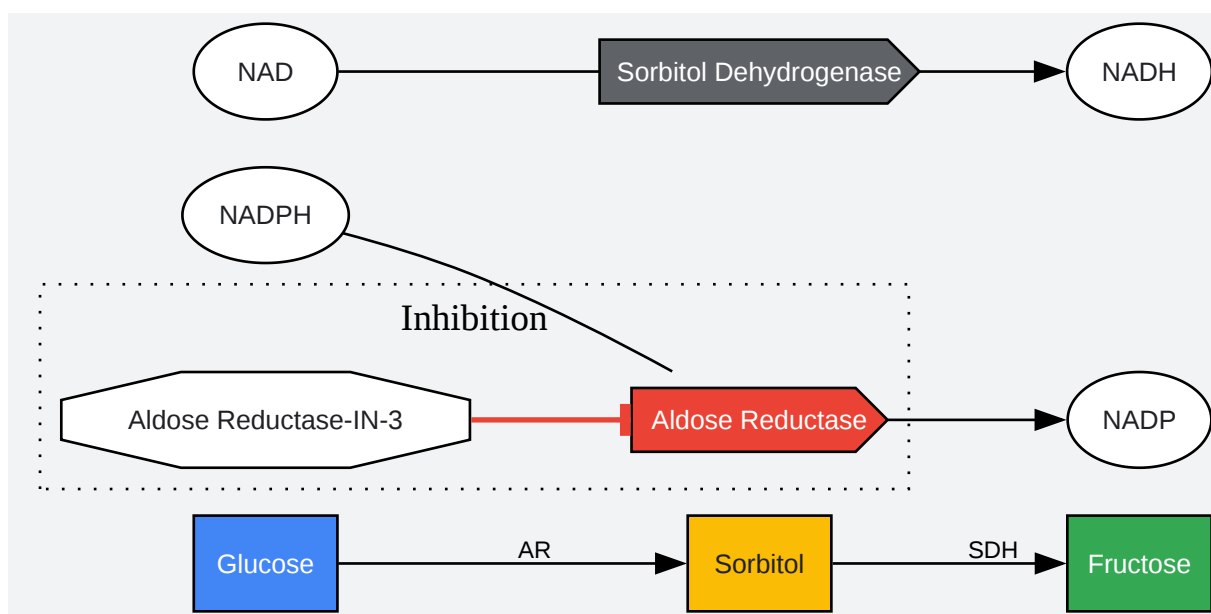 NAD
Sorbitol Dehydrogenase
NADH
NADPH
Inhibition
Aldose Reductase-IN-3
Aldose Reductase
NADP
Glucose
AR
Sorbitol
SDH
Fructose